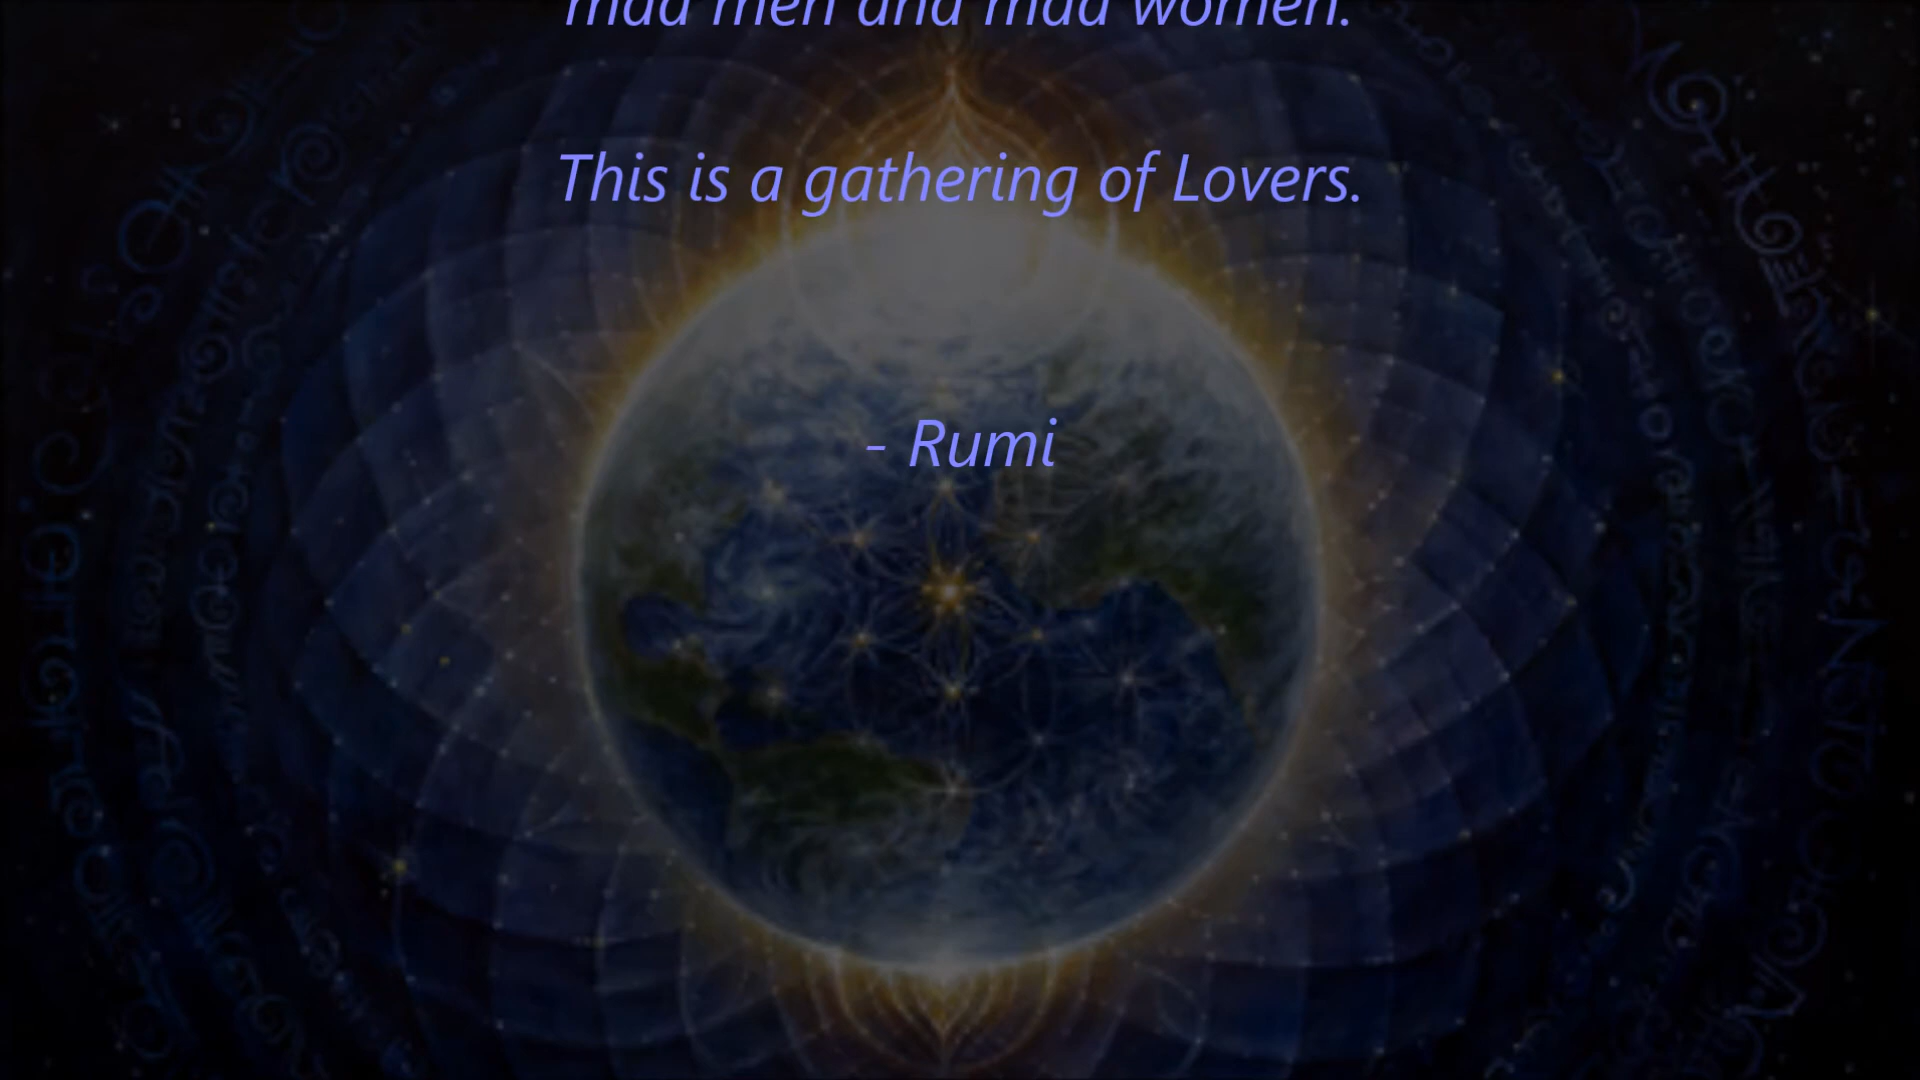 mad men and mad women.
This is a gathering of Lovers.
- Rumi